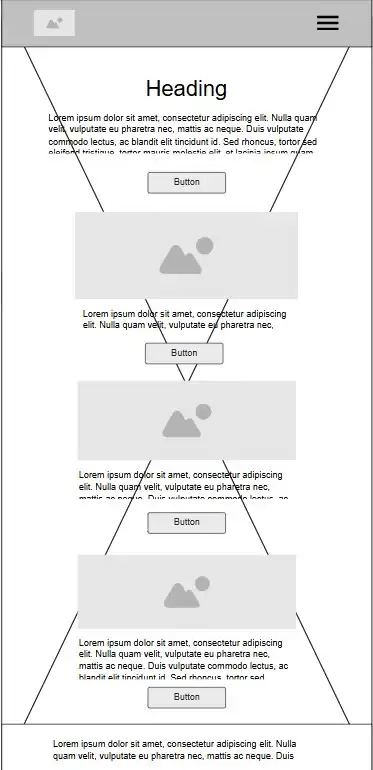 Heading
Lorem ipsum dolor sit amet, consectetur adipiscing elit. Nulla quam
velit, vulputate eu pharetra nec, mattis ac neque. Duis vulputate
commodo lectus, ac blandit elit tincidunt id. Sed rhoncus, tortor sed
eleifend tristique, tortor mauris molestie elit, et lacinia ipsum quam
Button
Lorem ipsum dolor sit amet, consectetur adipiscing
elit. Nulla quam velit, vulputate eu pharetra nec,
Button
Lorem ipsum dolor sit amet, consectetur adipiscing
elit. Nulla quam velit, vulputate eu pharetra nec,
mattis ac neque. Duis vulputate commodo lectus, ac
Button
Lorem ipsum dolor sit amet, consectetur adipiscing
elit. Nulla quam velit, vulputate eu pharetra nec,
mattis ac neque. Duis vulputate commodo lectus, ac
blandit elit tincidunt id. Sed rhoncus, tortor sed
Button
Lorem ipsum dolor sit amet, consectetur adipiscing elit. Nulla
quam velit, vulputate eu pharetra nec, mattis ac neque. Duis